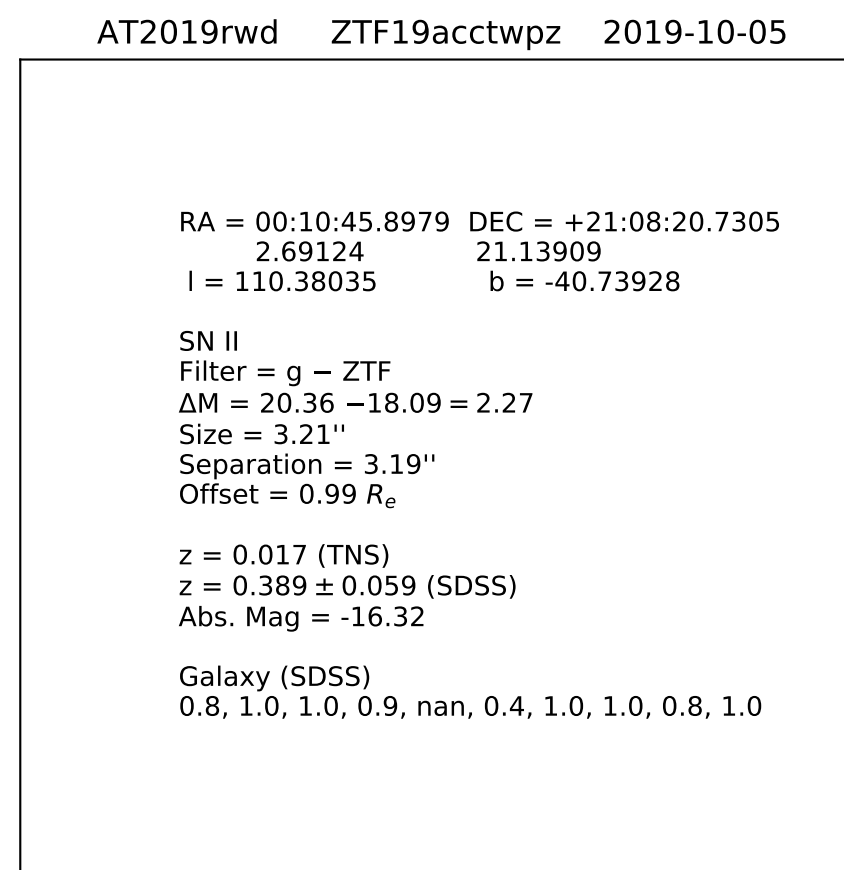 AT2019rwd ZTF19acctwpz 2019-10-05
RA = 00:10:45.8979 DEC = +21:08:20.7305
2.69124 21.13909
l = 110.38035 b = -40.73928
SN II
Filter = g − ZTF
ΔM = 20.36 −18.09 = 2.27
Size = 3.21''
Separation = 3.19''
Offset = 0.99 Re
z = 0.017 (TNS)
z = 0.389 ± 0.059 (SDSS)
Abs. Mag = -16.32
Galaxy (SDSS)
0.8, 1.0, 1.0, 0.9, nan, 0.4, 1.0, 1.0, 0.8, 1.0